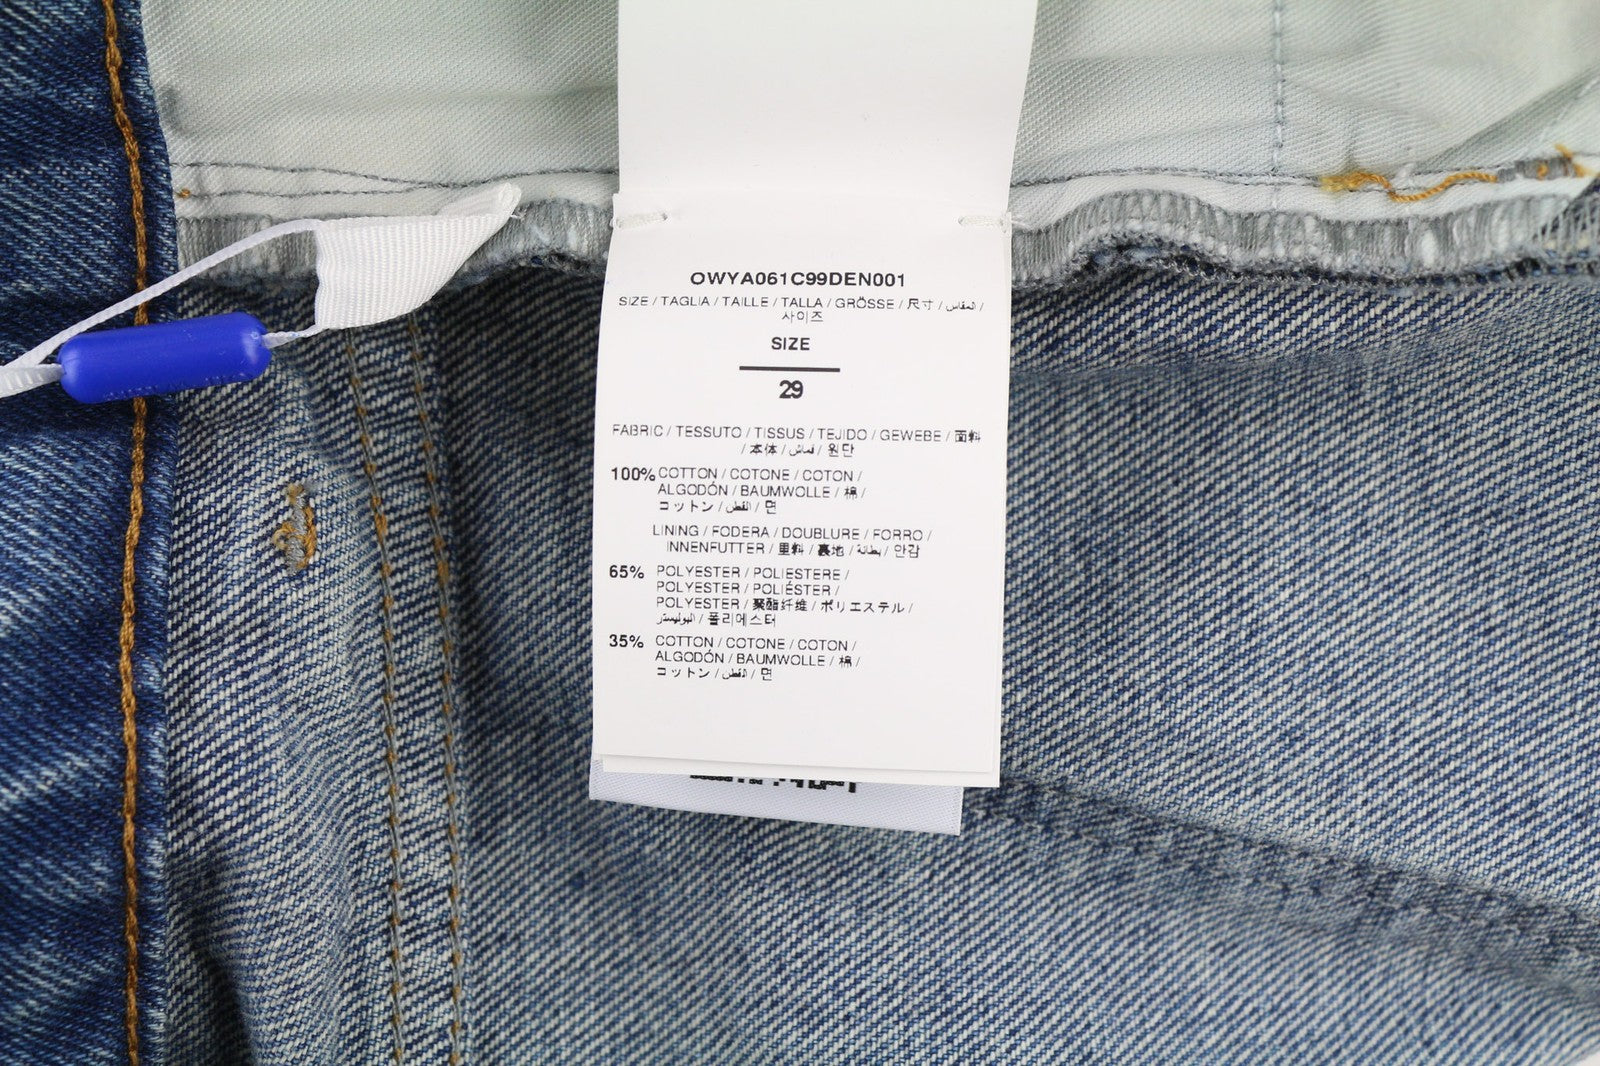 OWYA061C99DEN001
SIZE / TAGLIA / TAILLE / TALLA / GRÖSSE / 尺寸 / المقاس /
사이즈
SIZE
29
FABRIC / TESSUTO / TISSUS / TEJIDO / GEWEBE / 面料
/ 本体 / قماش / 원단
100% COTTON / COTONE / COTON /
ALGODÓN / BAUMWOLLE / 棉 /
コットン / القطن / 면
LINING / FODERA / DOUBLURE / FORRO /
INNENFUTTER / 里料 / 裏地 / بطانة / 안감
65% POLYESTER / POLIESTERE /
POLYESTER / POLIÉSTER /
POLYESTER / 聚酯纤维 / ポリエステル /
البوليستر / 폴리에스터
35% COTTON / COTONE / COTON /
ALGODÓN / BAUMWOLLE / 棉 /
コットン / القطن / 면